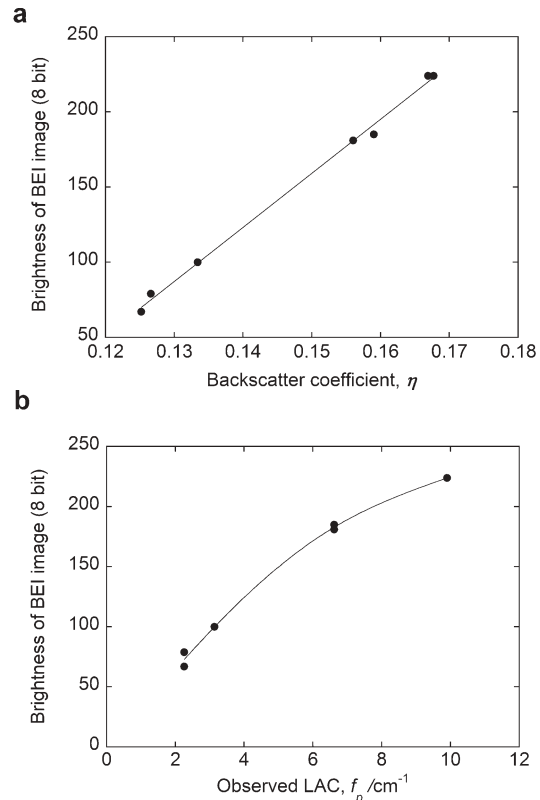 a
250
200
150
100
50
0.12 0.13 0.14 0.15 0.16 0.17 0.18
Brightness of BEI image (8 bit)
Backscatter coefficient, η
b
250
200
150
100
50
0
0 2 4 6 8 10 12
Brightness of BEI image (8 bit)
Observed LAC, fₚ /cm⁻¹